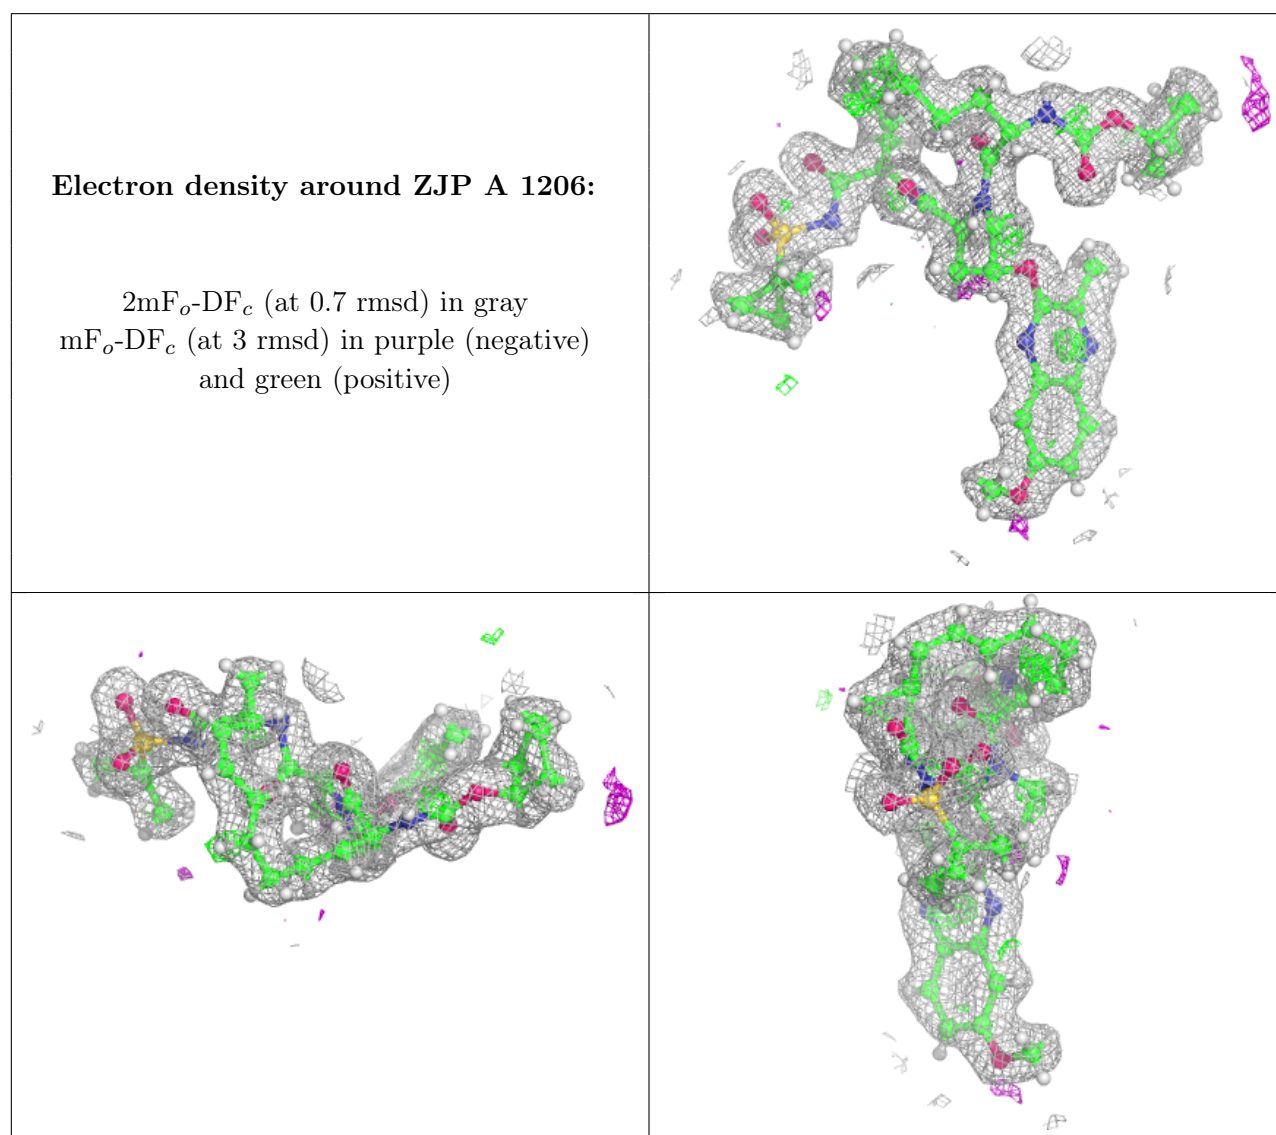 Electron density around ZJP A 1206:
2mFₒ-DF𝒸 (at 0.7 rmsd) in gray
mFₒ-DF𝒸 (at 3 rmsd) in purple (negative)
and green (positive)